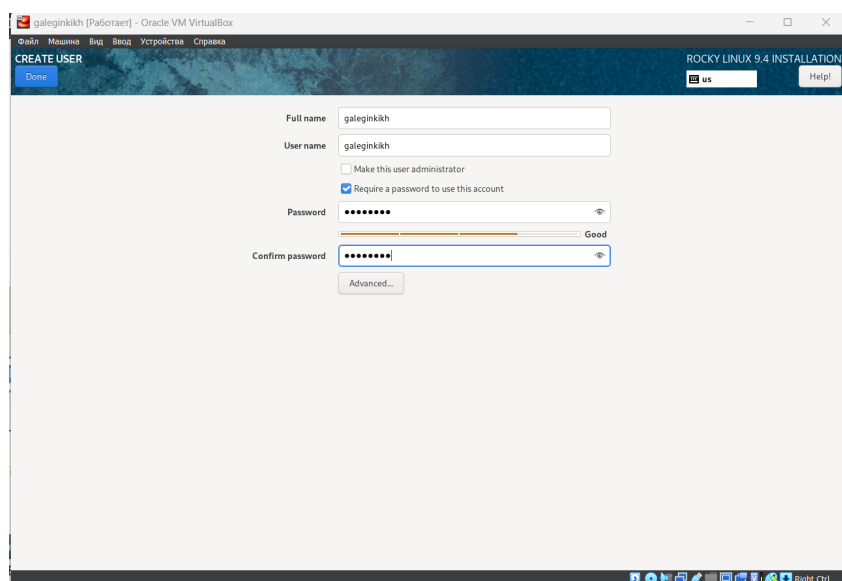 galeginkikh [Работает] - Oracle VM VirtualBox
Файл Машина Вид Ввод Устройства Справка
CREATE USER
ROCKY LINUX 9.4 INSTALLATION
Done
us
Help!
Full name galeginkikh
User name galeginkikh
Make this user administrator
Require a password to use this account
Password ●●●●●●●●
Good
Confirm password ●●●●●●●●
Advanced...
Right Ctrl